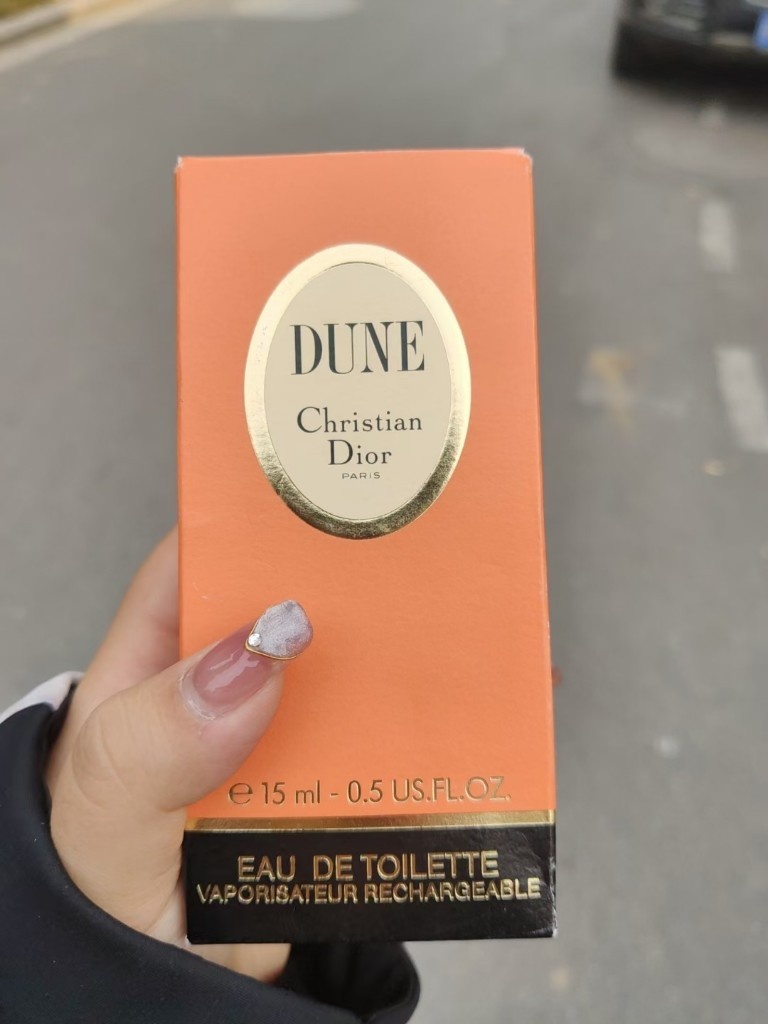 DUNE
Christian
Dior
PARIS
℮ 15 ml - 0.5 US.FL.OZ.
EAU DE TOILETTE
VAPORISATEUR RECHARGEABLE